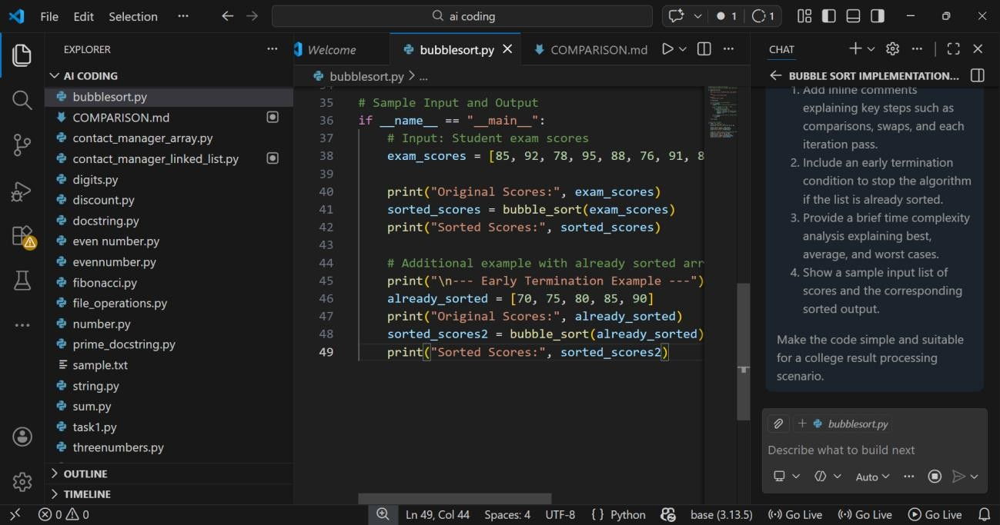 File Edit Selection ··· ai coding 1 1
EXPLORER ···
AI CODING
bubblesort.py
COMPARISON.md
contact_manager_array.py
contact_manager_linked_list.py
digits.py
discount.py
docstring.py
even number.py
evennumber.py
fibonacci.py
file_operations.py
number.py
prime_docstring.py
sample.txt
string.py
sum.py
task1.py
threenumbers.py
OUTLINE
TIMELINE
Welcome bubblesort.py COMPARISON.md ···
bubblesort.py > ...
35 # Sample Input and Output
36 if __name__ == "__main__":
37 # Input: Student exam scores
38 exam_scores = [85, 92, 78, 95, 88, 76, 91, 8
39
40 print("Original Scores:", exam_scores)
41 sorted_scores = bubble_sort(exam_scores)
42 print("Sorted Scores:", sorted_scores)
43
44 # Additional example with already sorted arr
45 print("\n--- Early Termination Example ---")
46 already_sorted = [70, 75, 80, 85, 90]
47 print("Original Scores:", already_sorted)
48 sorted_scores2 = bubble_sort(already_sorted)
49 print("Sorted Scores:", sorted_scores2)
CHAT
BUBBLE SORT IMPLEMENTATION...
1. Add inline comments
explaining key steps such as
comparisons, swaps, and each
iteration pass.
2. Include an early termination
condition to stop the algorithm
if the list is already sorted.
3. Provide a brief time complexity
analysis explaining best,
average, and worst cases.
4. Show a sample input list of
scores and the corresponding
sorted output.
Make the code simple and suitable
for a college result processing
scenario.
bubblesort.py
Describe what to build next
Auto ···
0 0 Ln 49, Col 44 Spaces: 4 UTF-8 {} Python base (3.13.5) Go Live Go Live Go Live